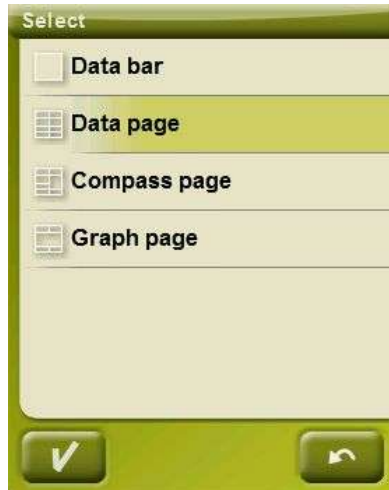 Select
Data bar
Data page
Compass page
Graph page